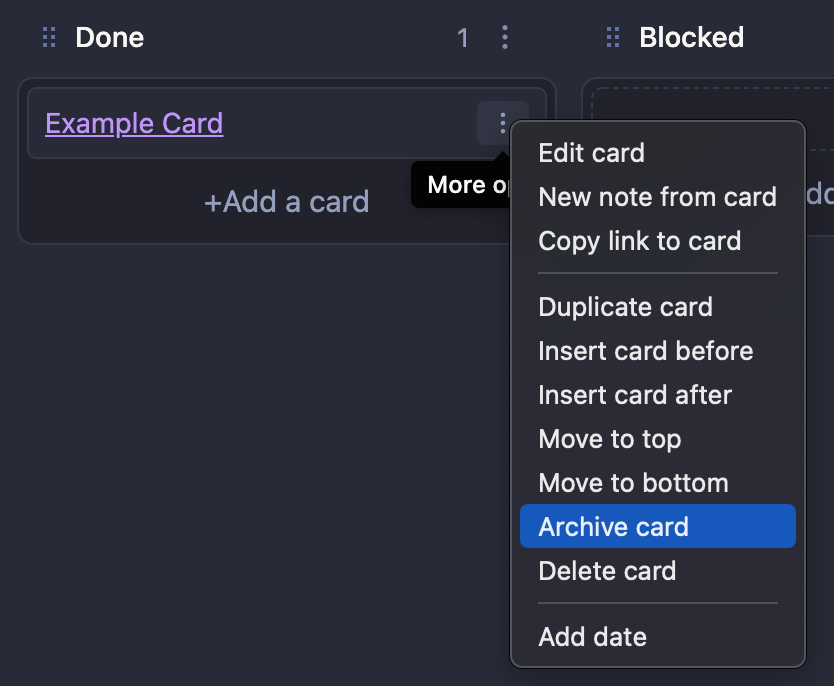 Done 1
Blocked
Example Card
More
+Add a card
Edit card
New note from card
Copy link to card
Duplicate card
Insert card before
Insert card after
Move to top
Move to bottom
Archive card
Delete card
Add date